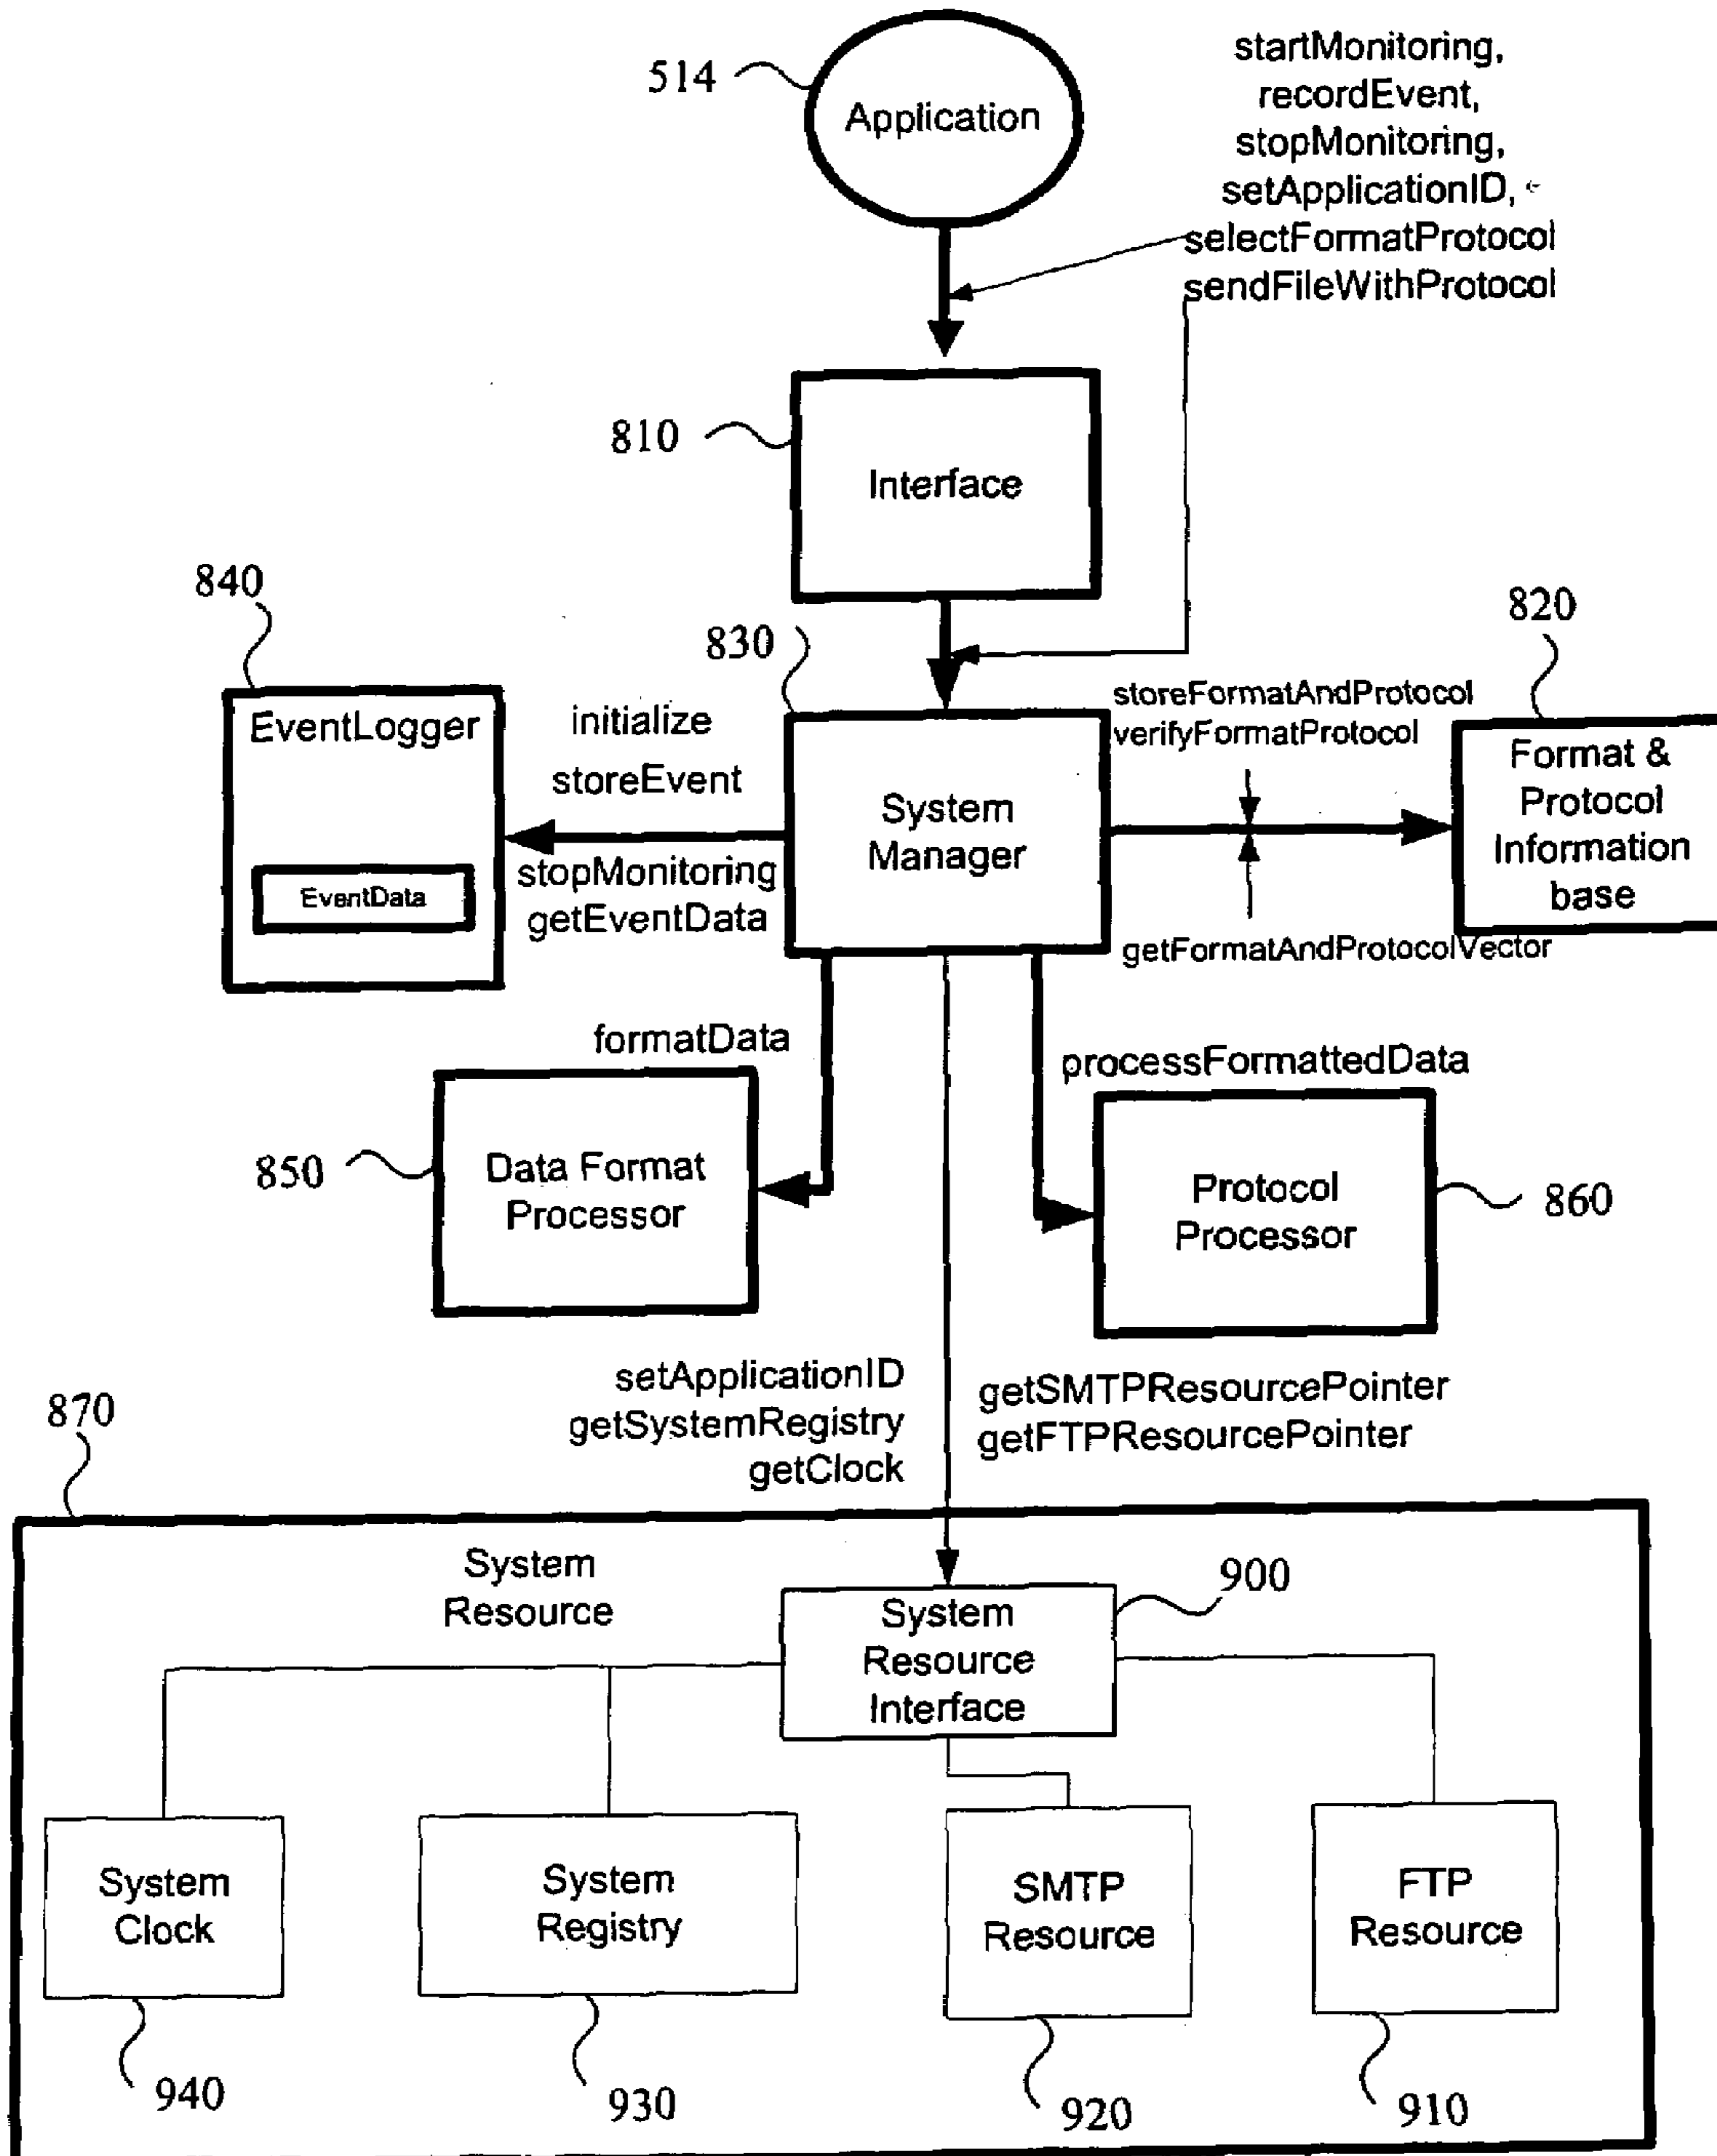 514
Application
startMonitoring,
recordEvent,
stopMonitoring,
setApplicationID,
selectFormatProtocol
sendFileWithProtocol
810
Interface
840
830
820
EventLogger
EventData
initialize
storeEvent
stopMonitoring
getEventData
System
Manager
storeFormatAndProtocol
verifyFormatProtocol
getFormatAndProtocolVector
Format &
Protocol
Information
base
formatData
processFormattedData
850
Data Format
Processor
Protocol
Processor
860
setApplicationID
getSystemRegistry
getClock
getSMTPResourcePointer
getFTPResourcePointer
870
System
Resource
System
Resource
Interface
900
System
Clock
System
Registry
SMTP
Resource
FTP
Resource
940
930
920
910